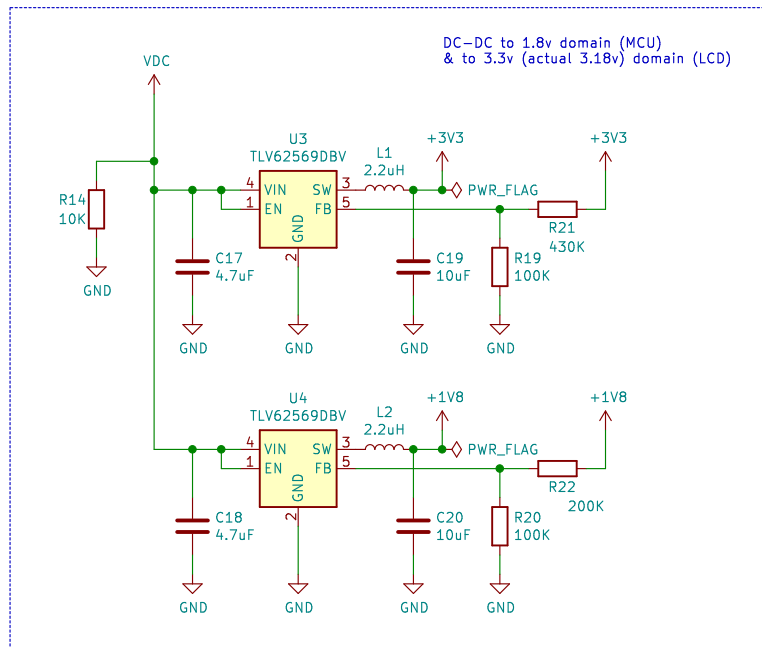 DC-DC to 1.8v domain (MCU)
& to 3.3v (actual 3.18v) domain (LCD)
VDC
U3
TLV62569DBV
L1
2.2uH
+3V3
+3V3
R14
10K
4 VIN SW 3
1 EN FB 5
GND
2
PWR_FLAG
R21
430K
C17
4.7uF
C19
10uF
R19
100K
GND
GND
GND
GND
GND
U4
TLV62569DBV
L2
2.2uH
+1V8
+1V8
4 VIN SW 3
1 EN FB 5
GND
2
PWR_FLAG
R22
200K
C18
4.7uF
C20
10uF
R20
100K
GND
GND
GND
GND